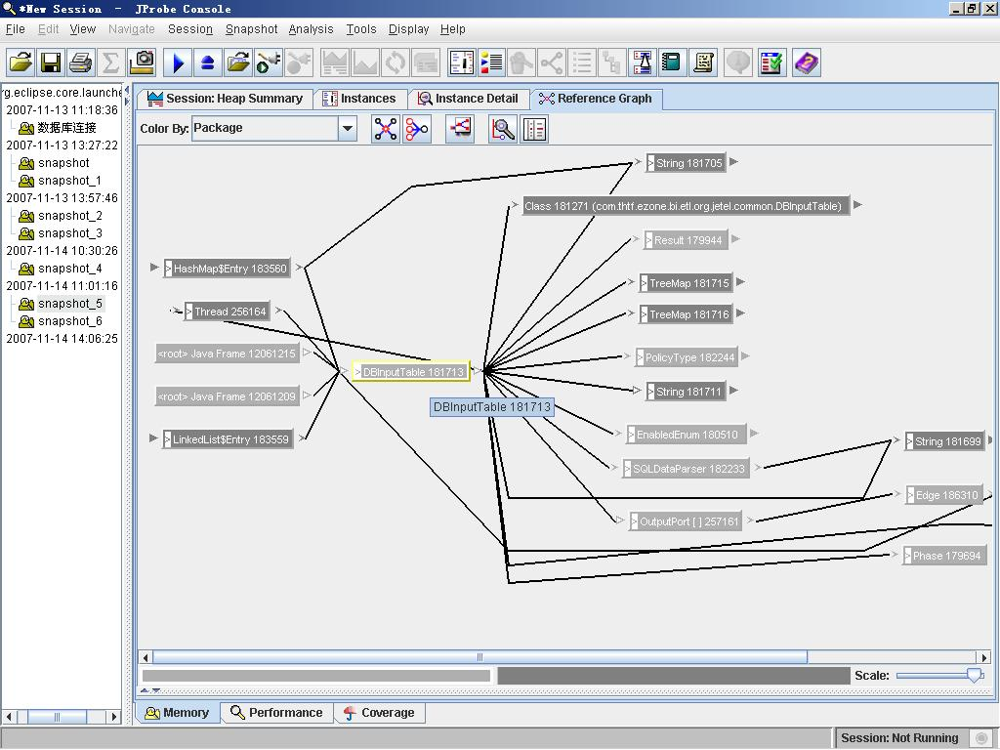 *New Session - JProbe Console
File Edit View Navigate Session Snapshot Analysis Tools Display Help
rg.eclipse.core.launche
2007-11-13 11:18:36
数据库连接
2007-11-13 13:27:22
snapshot
snapshot_1
2007-11-13 13:57:46
snapshot_2
snapshot_3
2007-11-14 10:30:26
snapshot_4
2007-11-14 11:01:16
snapshot_5
snapshot_6
2007-11-14 14:06:25
Session: Heap Summary Instances Instance Detail Reference Graph
Color By: Package
String 181705
Class 181271 (com.thtf.ezone.bi.etl.org.jetel.common.DBInputTable)
Result 179944
HashMap$Entry 183560
TreeMap 181715
Thread 256164
TreeMap 181716
<root> Java Frame 12061215
PolicyType 182244
DBInputTable 181713
String 181711
<root> Java Frame 12061209
DBInputTable 181713
EnabledEnum 180510
LinkedList$Entry 183559
String 181699
SQLDataParser 182233
Edge 186310
OutputPort [ ] 257161
Phase 179694
Scale:
Memory Performance Coverage
Session: Not Running